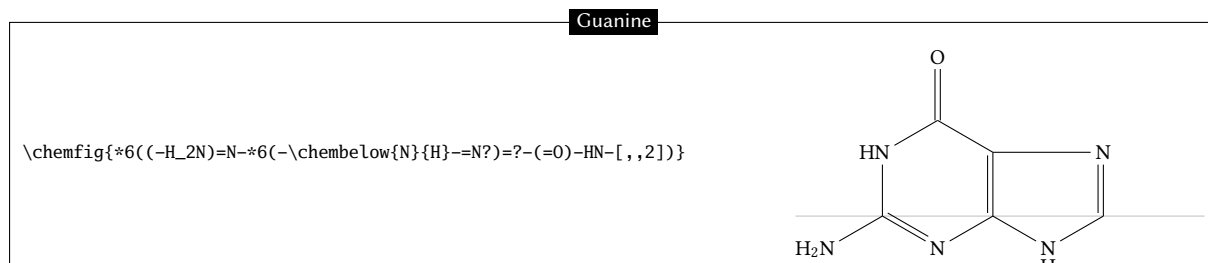 Guanine
O
\chemfig{*6((-H_2N)=N-*6(-\chembelow{N}{H}-=N?)=?-(=O)-HN-[,,2])}
HN
N
H₂N
N
N
H